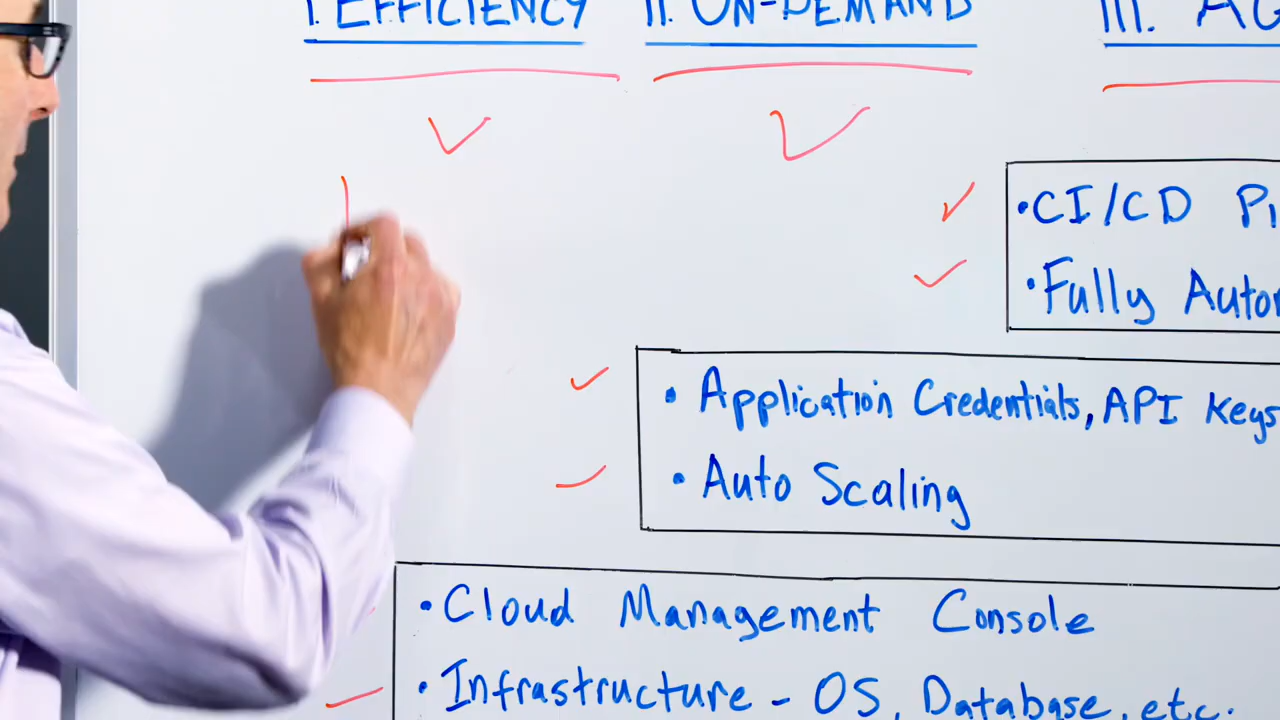 I. EFFICIENCY
II. ON-DEMAND
III.
• CI/CD
• Fully
• Application Credentials, API Keys
• Auto Scaling
• Cloud Management Console
• Infrastructure - OS, Database, etc.